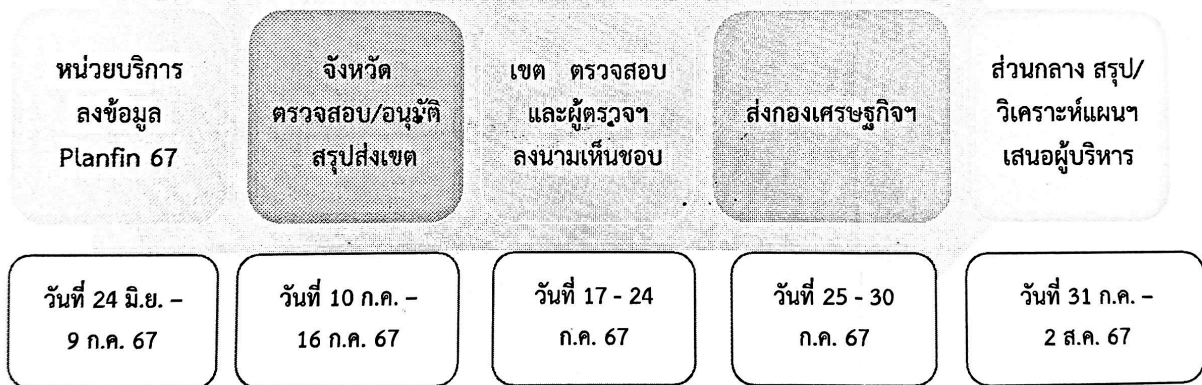 หน่วยบริการ
ลงข้อมูล
Planfin 67
จังหวัด
ตรวจสอบ/อนุมัติ
สรุปส่งเขต
เขต ตรวจสอบ
และผู้ตรวจฯ
ลงนามเห็นชอบ
ส่งกองเศรษฐกิจฯ
ส่วนกลาง สรุป/
วิเคราะห์แผนฯ
เสนอผู้บริหาร
วันที่ 24 มิ.ย. –
9 ก.ค. 67
วันที่ 10 ก.ค. –
16 ก.ค. 67
วันที่ 17 - 24
ก.ค. 67
วันที่ 25 - 30
ก.ค. 67
วันที่ 31 ก.ค. –
2 ส.ค. 67